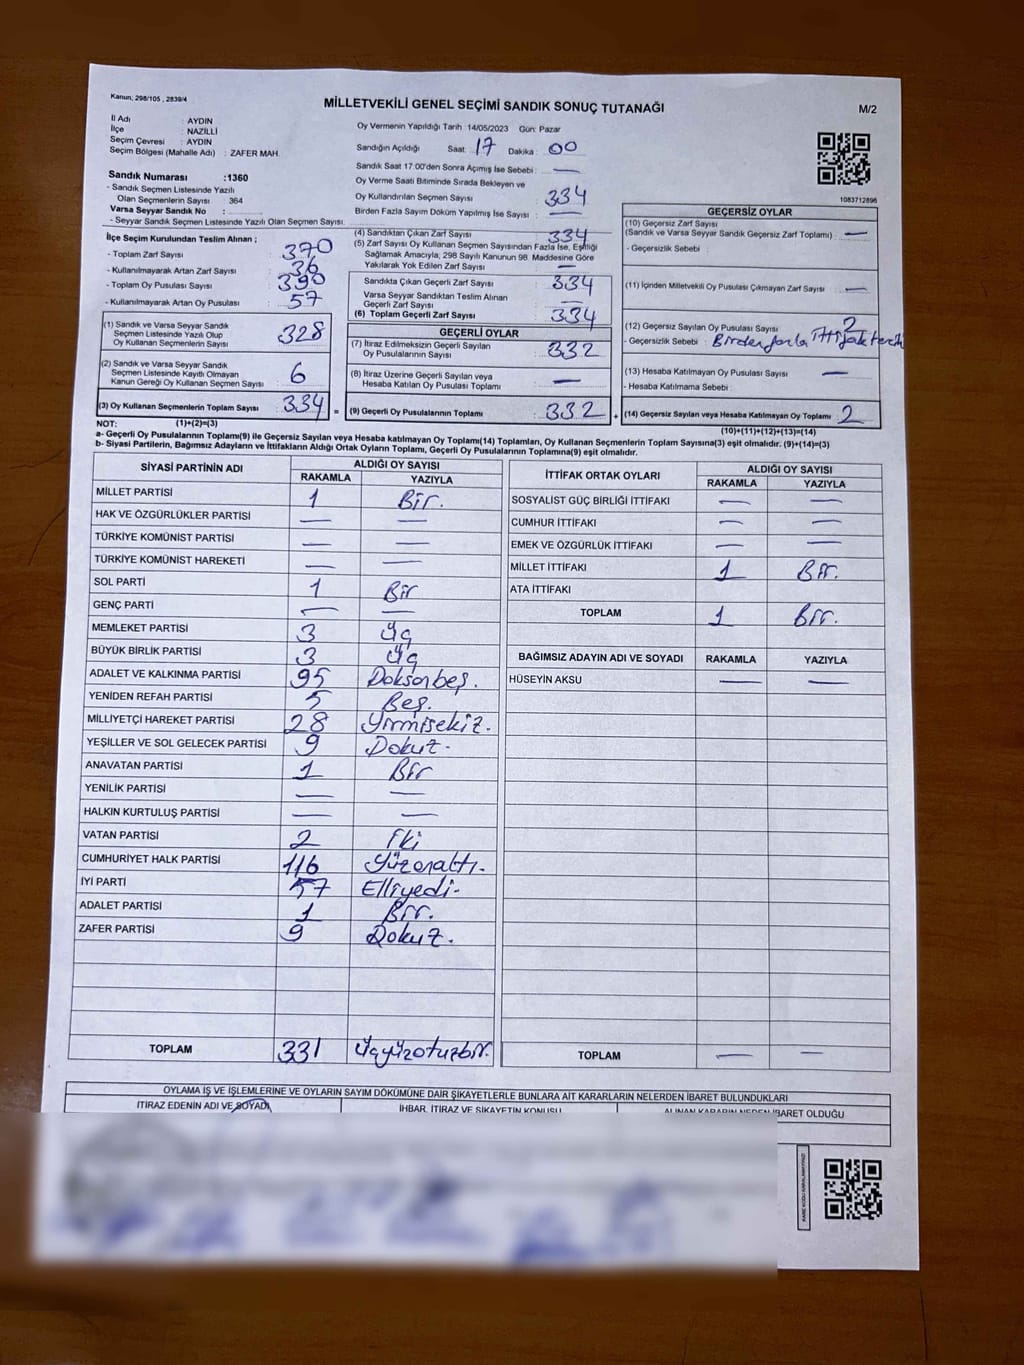 Kanun; 298/105 , 2839/4
MİLLETVEKİLİ GENEL SEÇİMİ SANDIK SONUÇ TUTANAĞI
M/2
İl Adı : AYDIN
İlçe : NAZİLLİ
Seçim Çevresi : AYDIN
Seçim Bölgesi (Mahalle Adı) : ZAFER MAH.
Sandık Numarası :1360
- Sandık Seçmen Listesinde Yazılı
Olan Seçmenlerin Sayısı 364
Varsa Seyyar Sandık No :
- Seyyar Sandık Seçmen Listesinde Yazılı Olan Seçmen Sayısı:
Oy Vermenin Yapıldığı Tarih :14/05/2023 Gün: Pazar
Sandığın Açıldığı Saat: 17 Dakika : 00
Sandık Saat 17.00'den Sonra Açımış İse Sebebi : —
Oy Verme Saati Bitiminde Sırada Bekleyen ve
Oy Kullandırılan Seçmen Sayısı : 334
Birden Fazla Sayım Döküm Yapılmış İse Sayısı : —
1083712896
İlçe Seçim Kurulundan Teslim Alınan ;
- Toplam Zarf Sayısı : 370
- Kullanılmayarak Artan Zarf Sayısı : 36
- Toplam Oy Pusulası : 390
- Kullanılmayarak Artan Oy Pusulası : 57
(1) Sandık ve Varsa Seyyar Sandık
Seçmen Listesinde Yazılı Olup
Oy Kullanan Seçmenlerin Sayısı : 328
(2) Sandık ve Varsa Seyyar Sandık
Seçmen Listesinde Kayıtlı Olmayan
Kanun Gereği Oy Kullanan Seçmen Sayısı : 6
(3) Oy Kullanan Seçmenlerin Toplam Sayısı : 334 =
(4) Sandıktan Çıkan Zarf Sayısı : 334
(5) Zarf Sayısı Oy Kullanan Seçmen Sayısından Fazla İse, Eşitliği
Sağlamak Amacıyla, 298 Sayılı Kanunun 98. Maddesine Göre
Yakılarak Yok Edilen Zarf Sayısı : —
Sandıkta Çıkan Geçerli Zarf Sayısı : 334
Varsa Seyyar Sandıktan Teslim Alınan
Geçerli Zarf Sayısı : —
(6) Toplam Geçerli Zarf Sayısı : 334
GEÇERLİ OYLAR
(7) İtiraz Edilmeksizin Geçerli Sayılan
Oy Pusulalarının Sayısı : 332
(8) İtiraz Üzerine Geçerli Sayılan veya
Hesaba Katılan Oy Pusulası Toplamı : —
(9) Geçerli Oy Pusulalarının Toplamı : 332 +
GEÇERSİZ OYLAR
(10) Geçersiz Zarf Sayısı
(Sandık ve Varsa Seyyar Sandık Geçersiz Zarf Toplamı) : —
- Geçersizlik Sebebi :
(11) İçinden Milletvekili Oy Pusulası Çıkmayan Zarf Sayısı : —
(12) Geçersiz Sayılan Oy Pusulası Sayısı : 2
- Geçersizlik Sebebi : Birden fazla İttifak tercih
(13) Hesaba Katılmayan Oy Pusulası Sayısı : —
- Hesaba Katılmama Sebebi :
(14) Geçersiz Sayılan veya Hesaba Katılmayan Oy Toplamı : 2
NOT: (1)+(2)=(3) (10)+(11)+(12)+(13)=(14)
a- Geçerli Oy Pusulalarının Toplamı(9) ile Geçersiz Sayılan veya Hesaba katılmayan Oy Toplamı(14) Toplamları, Oy Kullanan Seçmenlerin Toplam Sayısına(3) eşit olmalıdır. (9)+(14)=(3)
b- Siyasi Partilerin, Bağımsız Adayların ve İttifakların Aldığı Ortak Oyların Toplamı, Geçerli Oy Pusulalarının Toplamına(9) eşit olmalıdır.
SİYASİ PARTİNİN ADI ALDIĞI OY SAYISI
RAKAMLA YAZIYLA
MİLLET PARTİSİ 1 Bir.
HAK VE ÖZGÜRLÜKLER PARTİSİ — —
TÜRKİYE KOMÜNİST PARTİSİ — —
TÜRKİYE KOMÜNİST HAREKETİ — —
SOL PARTİ 1 Bir
GENÇ PARTİ — —
MEMLEKET PARTİSİ 3 Üç
BÜYÜK BİRLİK PARTİSİ 3 Üç
ADALET VE KALKINMA PARTİSİ 95 Doksanbeş.
YENİDEN REFAH PARTİSİ 5 Beş.
MİLLİYETÇİ HAREKET PARTİSİ 28 Yirmisekiz.
YEŞİLLER VE SOL GELECEK PARTİSİ 9 Dokuz.
ANAVATAN PARTİSİ 1 Bir
YENİLİK PARTİSİ — —
HALKIN KURTULUŞ PARTİSİ — —
VATAN PARTİSİ 2 İki
CUMHURİYET HALK PARTİSİ 116 Yüzonaltı.
İYİ PARTİ 57 Elliyedi.
ADALET PARTİSİ 1 Bir.
ZAFER PARTİSİ 9 Dokuz.
TOPLAM 331 Üçyüzotuzbir.
İTTİFAK ORTAK OYLARI ALDIĞI OY SAYISI
RAKAMLA YAZIYLA
SOSYALİST GÜÇ BİRLİĞİ İTTİFAKI — —
CUMHUR İTTİFAKI — —
EMEK VE ÖZGÜRLÜK İTTİFAKI — —
MİLLET İTTİFAKI 1 Bir.
ATA İTTİFAKI
TOPLAM 1 Bir.
BAĞIMSIZ ADAYIN ADI VE SOYADI RAKAMLA YAZIYLA
HÜSEYİN AKSU — —
TOPLAM — —
OYLAMA İŞ VE İŞLEMLERİNE VE OYLARIN SAYIM DÖKÜMÜNE DAİR ŞİKAYETLERLE BUNLARA AİT KARARLARIN NELERDEN İBARET BULUNDUKLARI
İTİRAZ EDENİN ADI VE SOYADI İHBAR, İTİRAZ VE ŞİKAYETİN KONUSU ALINAN KARARIN NEDEN İBARET OLDUĞU